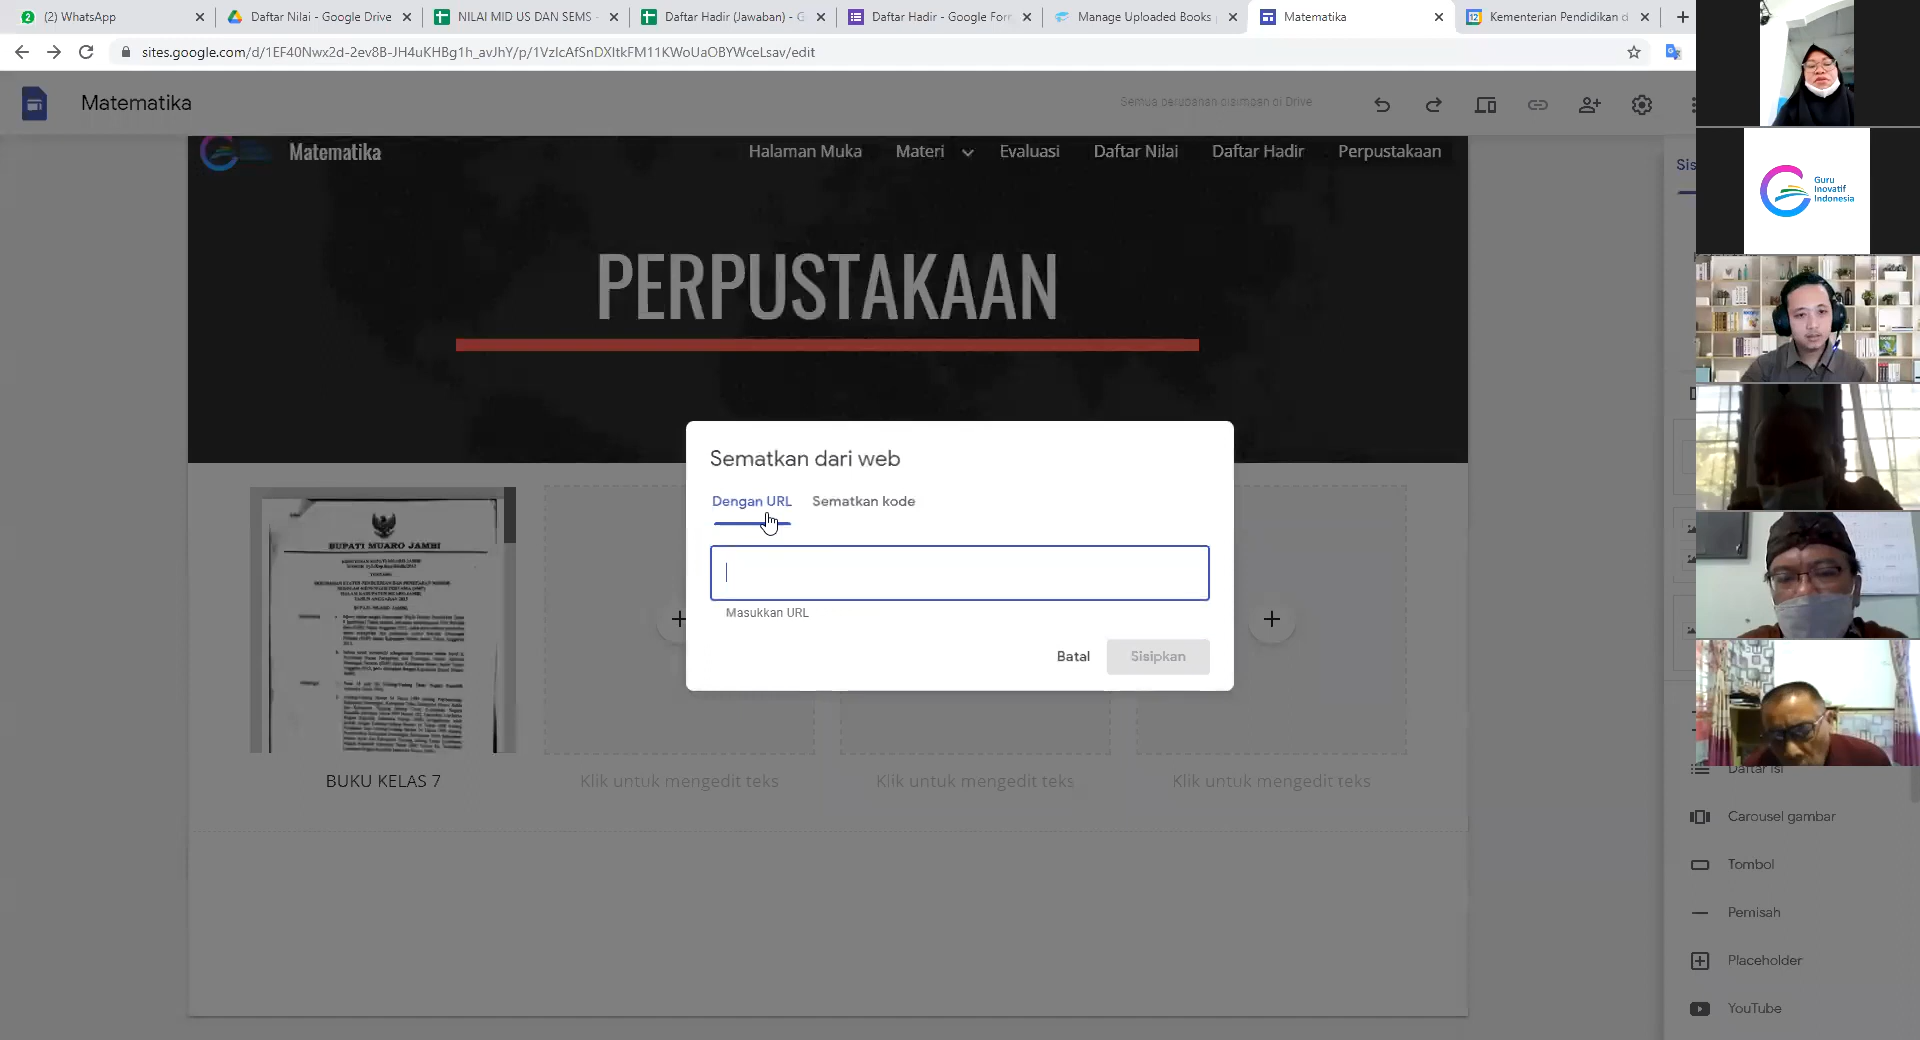 (2) WhatsApp
Daftar Nilai - Google Drive
NILAI MID US DAN SEMS
Daftar Hadir (Jawaban) - G
Daftar Hadir - Google For
Manage Uploaded Books
Matematika
Kementerian Pendidikan d
sites.google.com/d/1EF40Nwx2d-2ev8B-JH4uKHBg1h_avJhY/p/1VzIcAfSnDXItkFM11KWoUaOBYWceLsav/edit
Matematika
Semua perubahan disimpan di Drive
Matematika
Halaman Muka
Materi
Evaluasi
Daftar Nilai
Daftar Hadir
Perpustakaan
Sis
Guru
Inovatif
Indonesia
PERPUSTAKAAN
Sematkan dari web
Dengan URL
Sematkan kode
Masukkan URL
Batal
Sisipkan
BUPATI MUARO JAMBI
BUKU KELAS 7
Klik untuk mengedit teks
Klik untuk mengedit teks
Klik untuk mengedit teks
Daftar isi
Carousel gambar
Tombol
Pemisah
Placeholder
YouTube